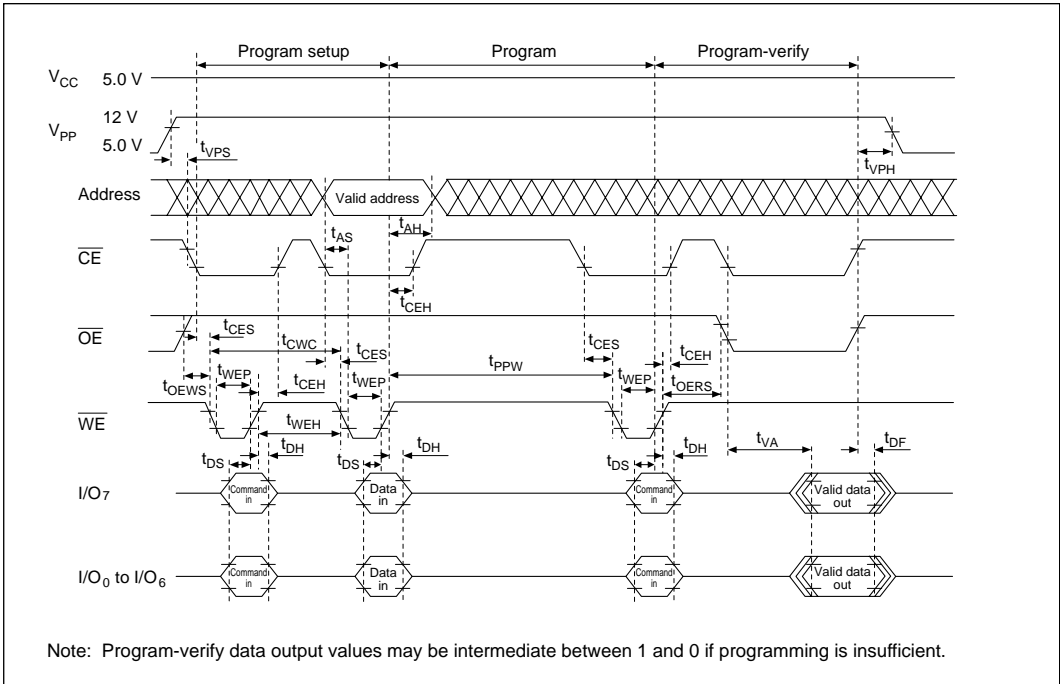 Program setup Program Program-verify
VCC 5.0 V
12 V
VPP
5.0 V
tVPS
tVPH
Address Valid address
tAS tAH
CE
tCEH
OE
tCES tCWC tCES tCES tCEH
tOEWS tWEP tCEH tWEP tPPW tWEP tOERS
WE
tWEH
tDS tDH tDS tDH tDS tDH tVA tDF
I/O7 Command in Data in Command in Valid data out
I/O0 to I/O6 Command in Data in Command in Valid data out
Note: Program-verify data output values may be intermediate between 1 and 0 if programming is insufficient.